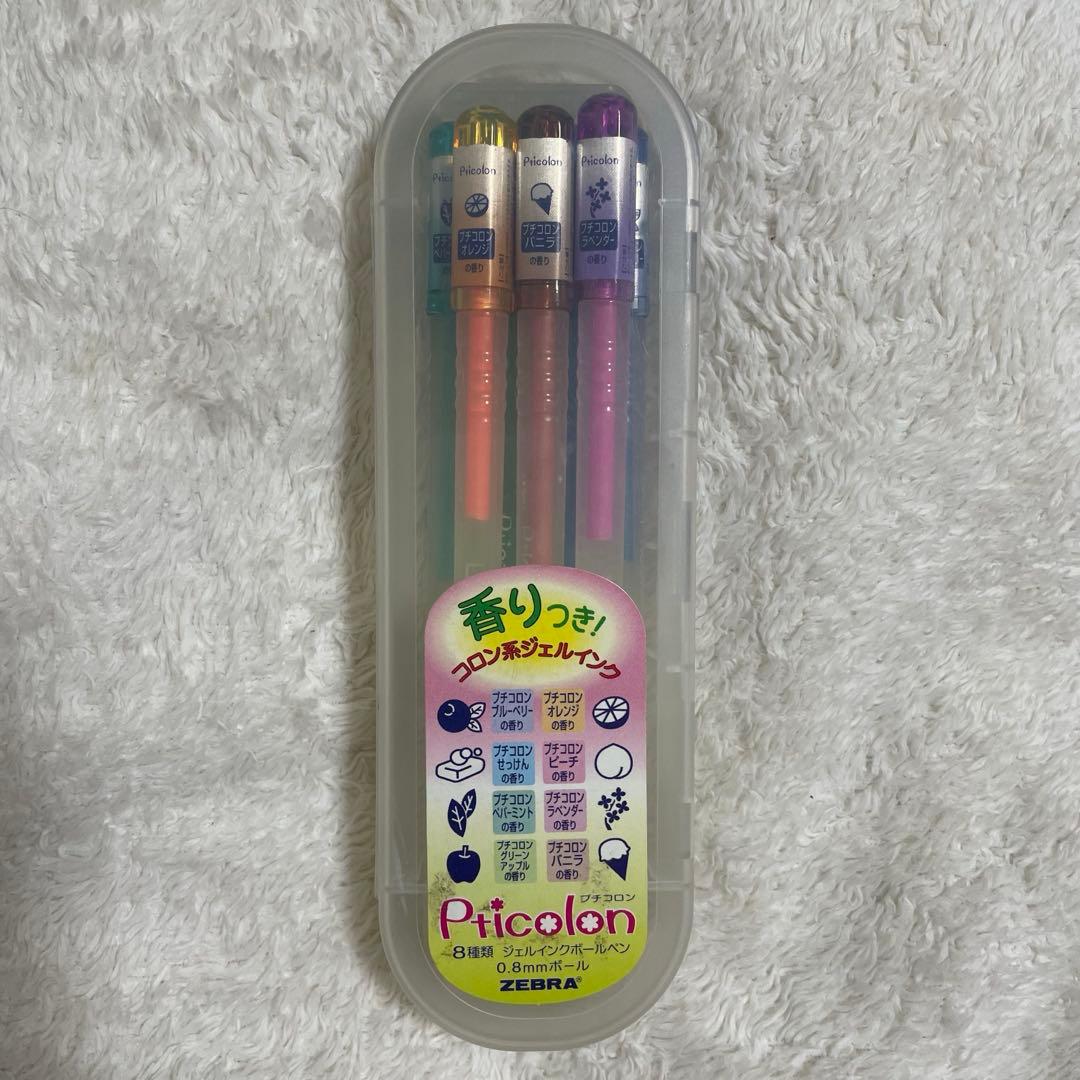 Pticolon
プチコロン
オレンジ
の香り
Pticolon
プチコロン
バニラ
の香り
Pticolon
プチコロン
ラベンダー
の香り
香りつき!
コロン系ジェルインク
プチコロン
ブルーベリー
の香り
プチコロン
オレンジ
の香り
プチコロン
せっけん
の香り
プチコロン
ピーチ
の香り
プチコロン
ペパーミント
の香り
プチコロン
ラベンダー
の香り
プチコロン
グリーン
アップル
の香り
プチコロン
バニラ
の香り
プチコロン
Pticolon
8種類 ジェルインクボールペン
0.8mmボール
ZEBRA®